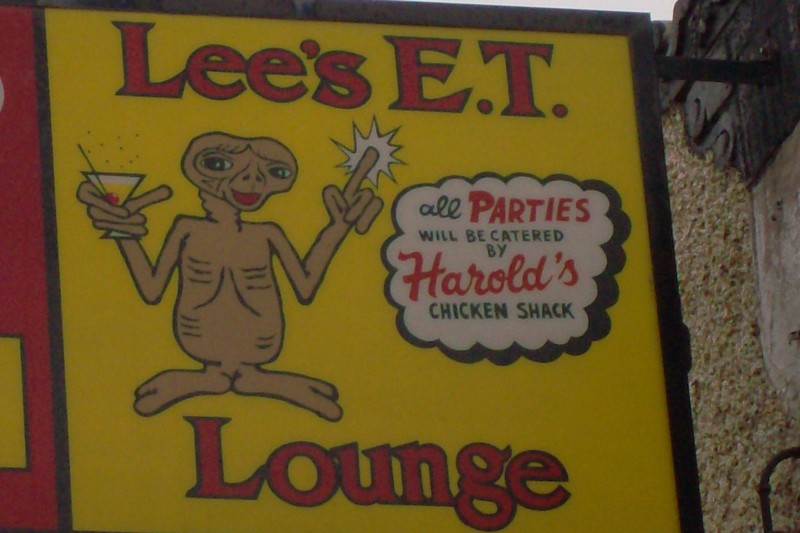 Lee's E.T.
all PARTIES
WILL BE CATERED
BY
Harold's
CHICKEN SHACK
Lounge